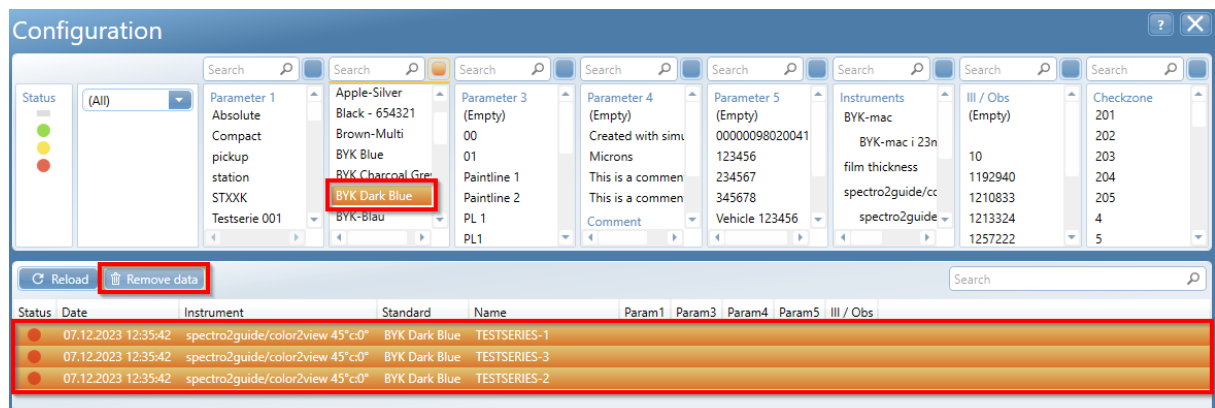 Configuration
?
Search Search Search Search Search Search Search Search
Status
(All)
Parameter 1
Absolute
Compact
pickup
station
STXXK
Testserie 001
Apple-Silver
Black - 654321
Brown-Multi
BYK Blue
BYK Charcoal Gre
BYK Dark Blue
BYK-Blau
Parameter 3
(Empty)
00
01
Paintline 1
Paintline 2
PL 1
PL1
Parameter 4
(Empty)
Created with simu
Microns
This is a commen
This is a commen
Comment
Parameter 5
(Empty)
00000098020041
123456
234567
345678
Vehicle 123456
Instruments
BYK-mac
BYK-mac i 23n
film thickness
spectro2guide/cc
spectro2guide
Ill / Obs
(Empty)
10
1192940
1210833
1213324
1257222
Checkzone
201
202
203
204
205
4
5
Reload Remove data Search
Status Date Instrument Standard Name Param1 Param3 Param4 Param5 Ill / Obs
07.12.2023 12:35:42 spectro2guide/color2view 45°c:0° BYK Dark Blue TESTSERIES-1
07.12.2023 12:35:42 spectro2guide/color2view 45°c:0° BYK Dark Blue TESTSERIES-3
07.12.2023 12:35:42 spectro2guide/color2view 45°c:0° BYK Dark Blue TESTSERIES-2